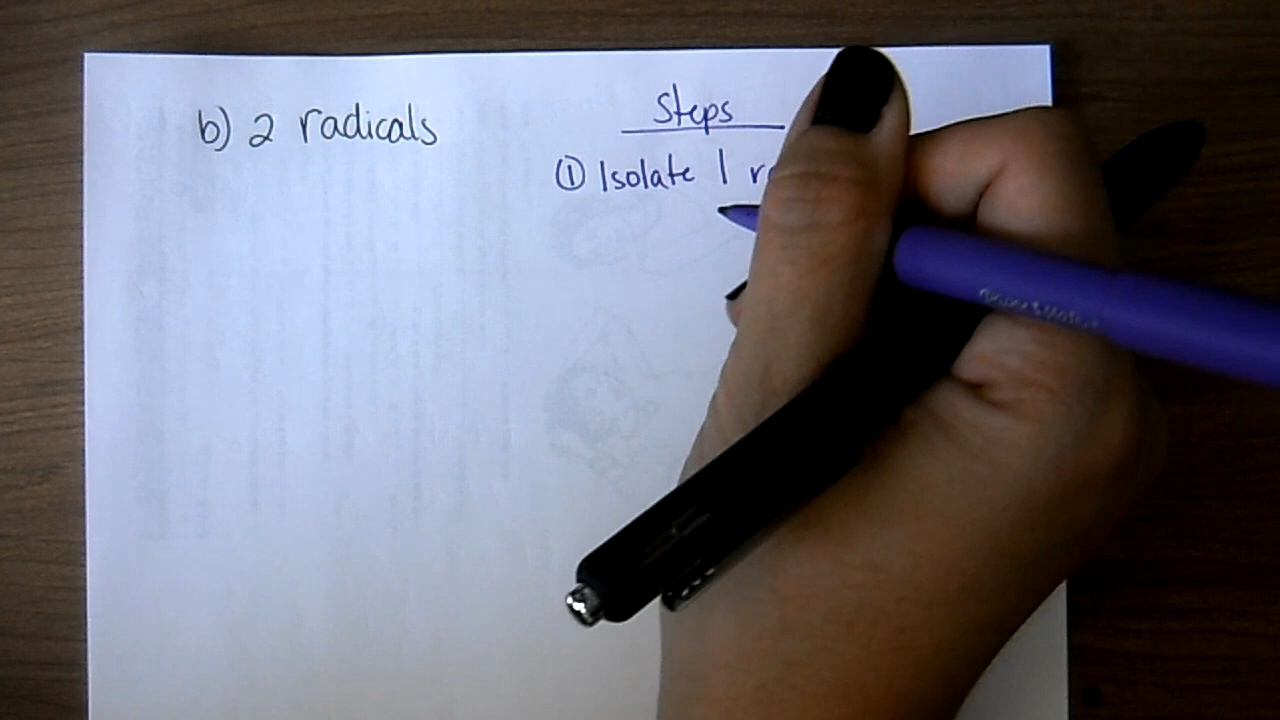 b) 2 radicals
Steps
① Isolate 1